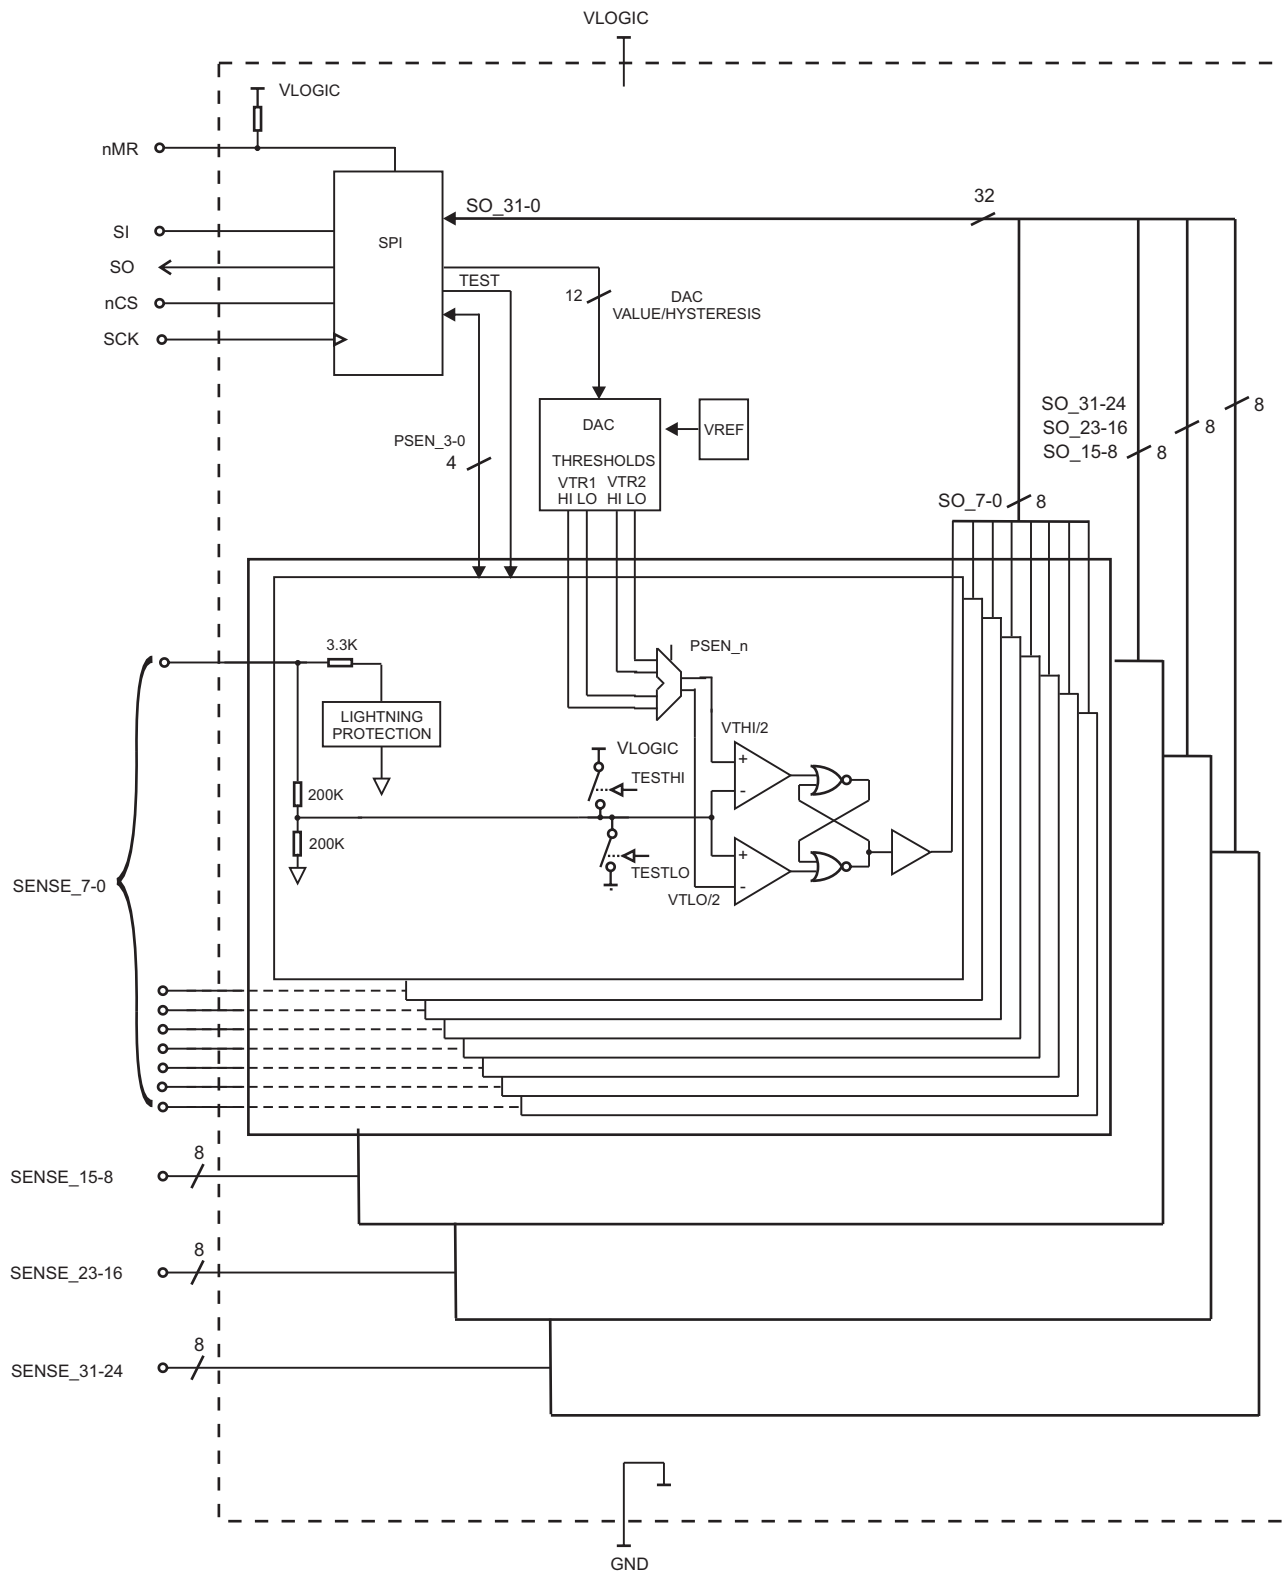 VLOGIC
VLOGIC
nMR
SI
SO
nCS
SCK
SPI
SO_31-0
32
TEST
12
DAC
VALUE/HYSTERESIS
PSEN_3-0
4
DAC
THRESHOLDS
VTR1 VTR2
HI LO HI LO
VREF
SO_31-24
8
SO_23-16
8
SO_15-8
8
SO_7-0
8
3.3K
LIGHTNING
PROTECTION
PSEN_n
VTHI/2
VLOGIC
TESTHI
+
-
200K
200K
TESTLO
+
-
VTLO/2
SENSE_7-0
8
SENSE_15-8
8
SENSE_23-16
8
SENSE_31-24
GND